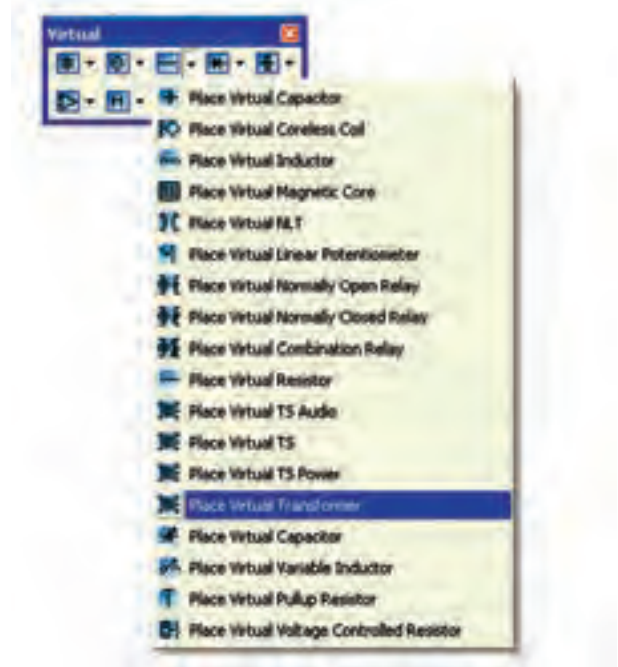 Virtual
Place Virtual Capacitor
Place Virtual Coreless Coil
Place Virtual Inductor
Place Virtual Magnetic Core
Place Virtual NLT
Place Virtual Linear Potentiometer
Place Virtual Normally Open Relay
Place Virtual Normally Closed Relay
Place Virtual Combination Relay
Place Virtual Resistor
Place Virtual TS Audio
Place Virtual TS
Place Virtual TS Power
Place Virtual Transformer
Place Virtual Capacitor
Place Virtual Variable Inductor
Place Virtual Pullup Resistor
Place Virtual Voltage Controlled Resistor